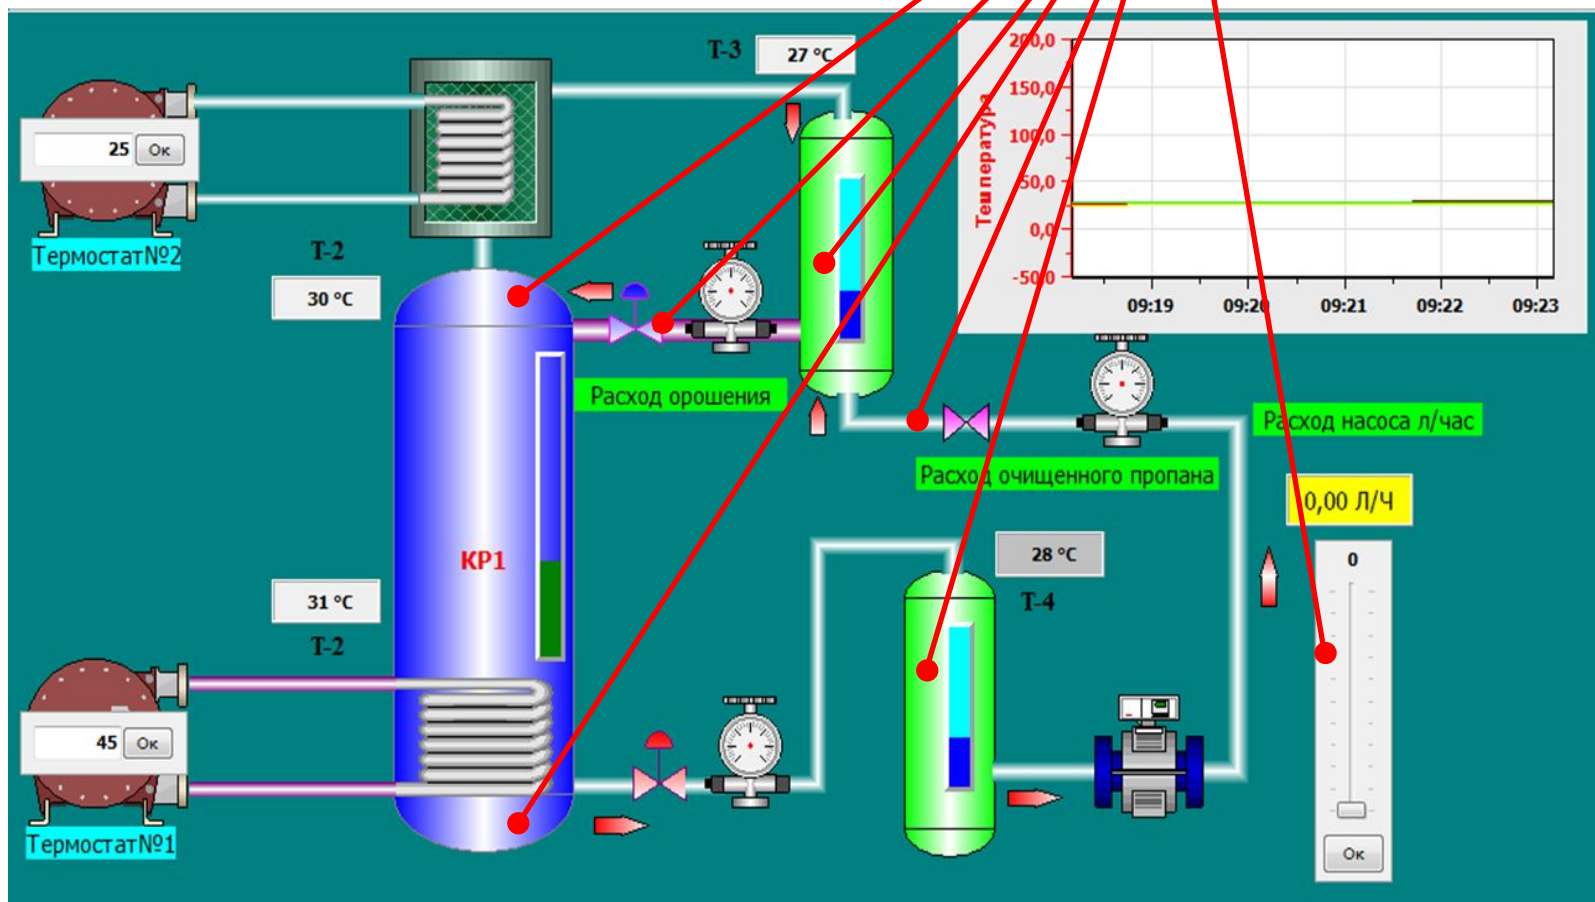 T-3
27 °C
200,0
150,0
100,0
50,0
0,0
-50,0
Температура
09:19
09:20
09:21
09:22
09:23
25
Ок
Термостат№2
T-2
30 °C
Расход орошения
Расход насоса л/час
Расход очищенного пропана
0,00 Л/Ч
КР1
28 °C
T-4
0
31 °C
T-2
45
Ок
Термостат№1
Ок